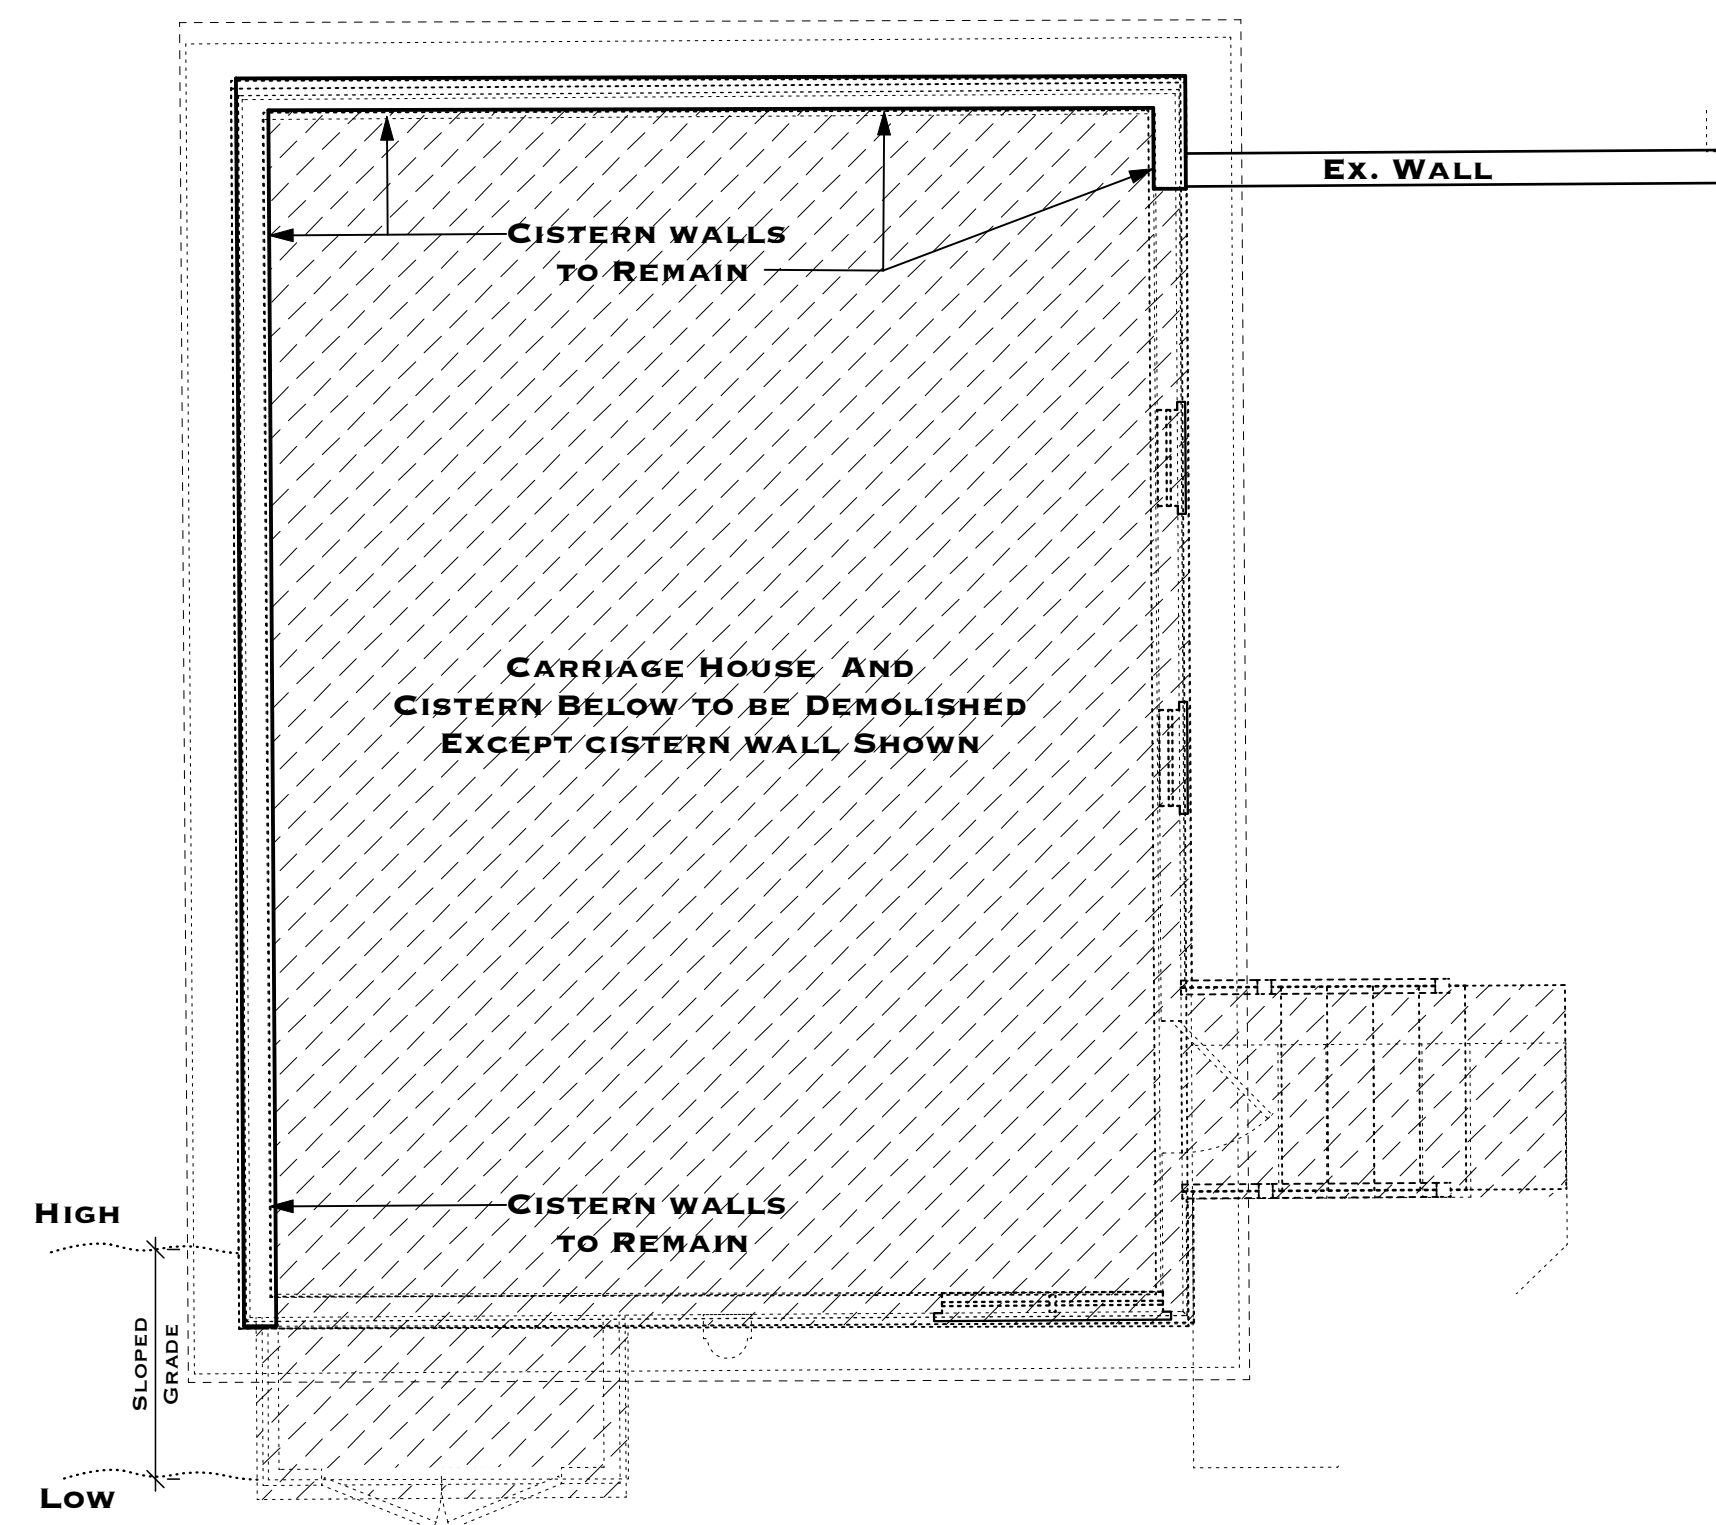 Ex. Wall
Cistern walls
to Remain
Carriage House And
Cistern Below to be Demolished
Except cistern wall Shown
Cistern walls
to Remain
High
Sloped
Grade
Low